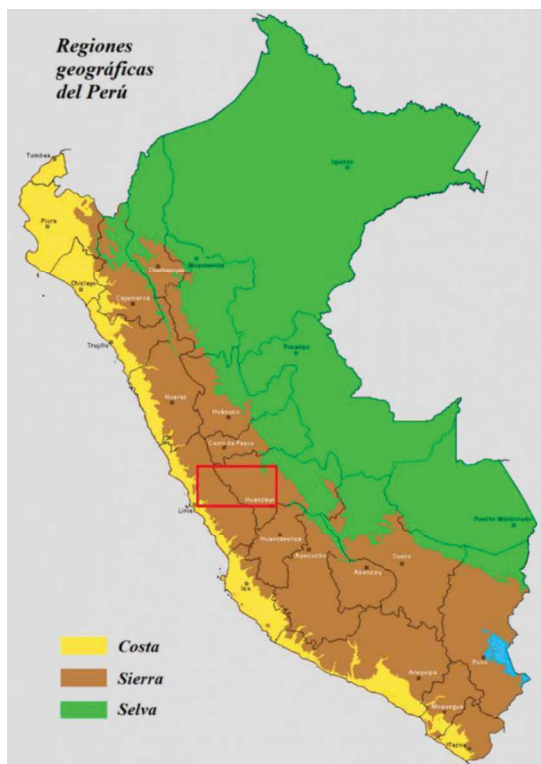 Regiones
geográficas
del Perú
Tumbes
Iquitos
Piura
Moyobamba
Chachapoyas
Chiclayo
Cajamarca
Trujillo
Pucallpa
Huaraz
Huánuco
Cerro de Pasco
Huancayo
Lima
Puerto Maldonado
Huancavelica
Ayacucho
Cusco
Abancay
Ica
Puno
Arequipa
Moquegua
Tacna
Costa
Sierra
Selva